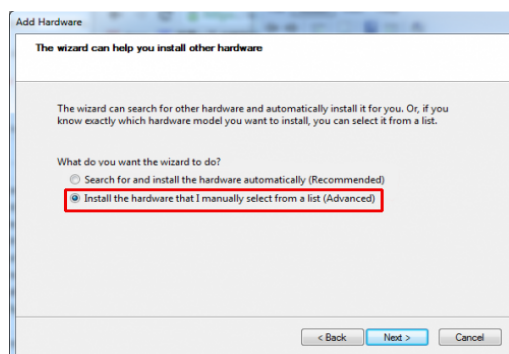 Add Hardware
The wizard can help you install other hardware
The wizard can search for other hardware and automatically install it for you. Or, if you
know exactly which hardware model you want to install, you can select it from a list.
What do you want the wizard to do?
Search for and install the hardware automatically (Recommended)
Install the hardware that I manually select from a list (Advanced)
< Back
Next >
Cancel